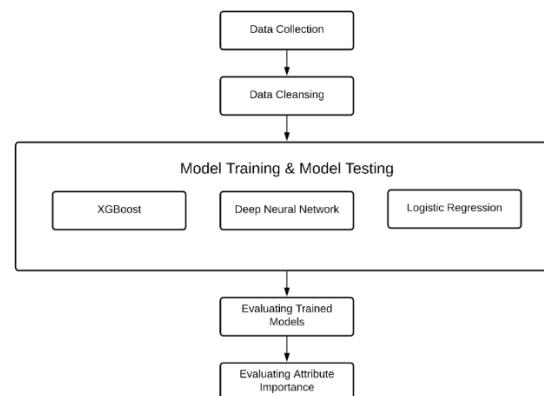 Data Collection
Data Cleansing
Model Training & Model Testing
XGBoost
Deep Neural Network
Logistic Regression
Evaluating Trained
Models
Evaluating Attribute
Importance